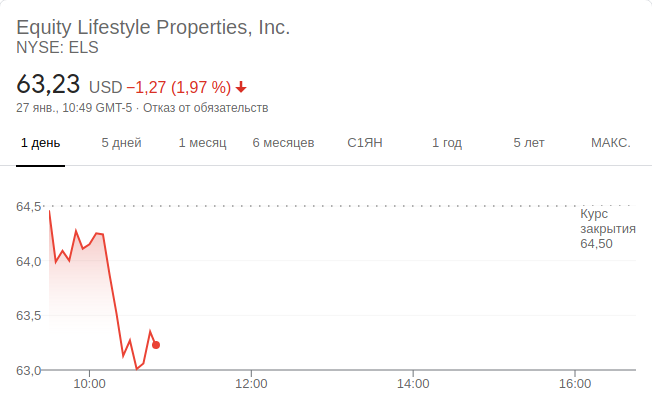 Equity Lifestyle Properties, Inc.
NYSE: ELS
63,23 USD −1,27 (1,97 %)
27 янв., 10:49 GMT-5 · Отказ от обязательств
1 день 5 дней 1 месяц 6 месяцев С1ЯН 1 год 5 лет МАКС.
64,5
Курс
закрытия
64,50
64,0
63,5
63,0
10:00 12:00 14:00 16:00